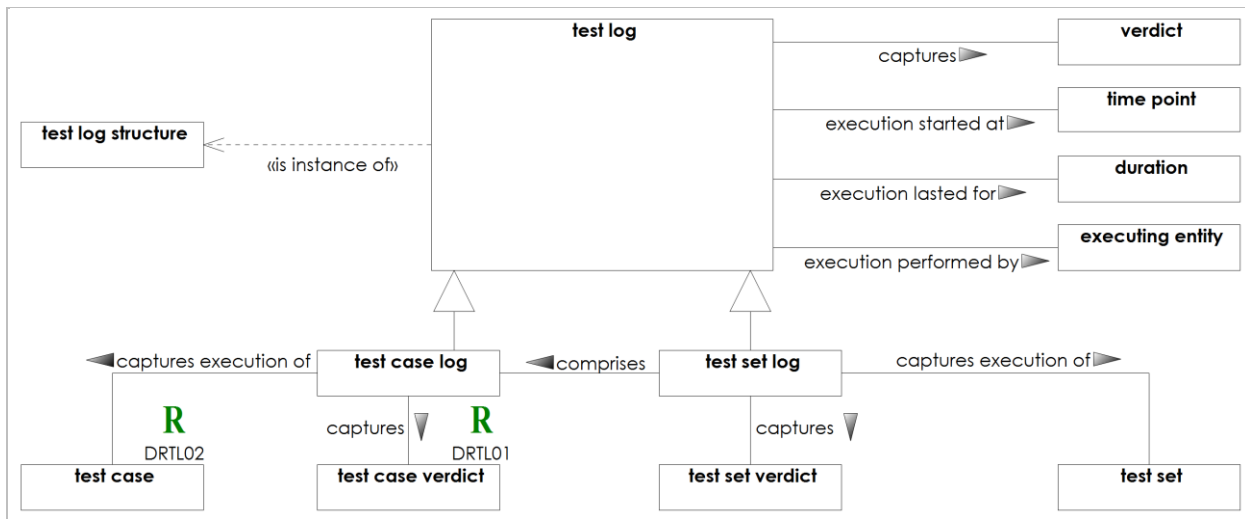 test log
verdict
captures
time point
execution started at
test log structure
«is instance of»
duration
execution lasted for
executing entity
execution performed by
captures execution of
test case log
comprises
test set log
captures execution of
R
DRTL02
captures
R
DRTL01
captures
test case
test case verdict
test set verdict
test set